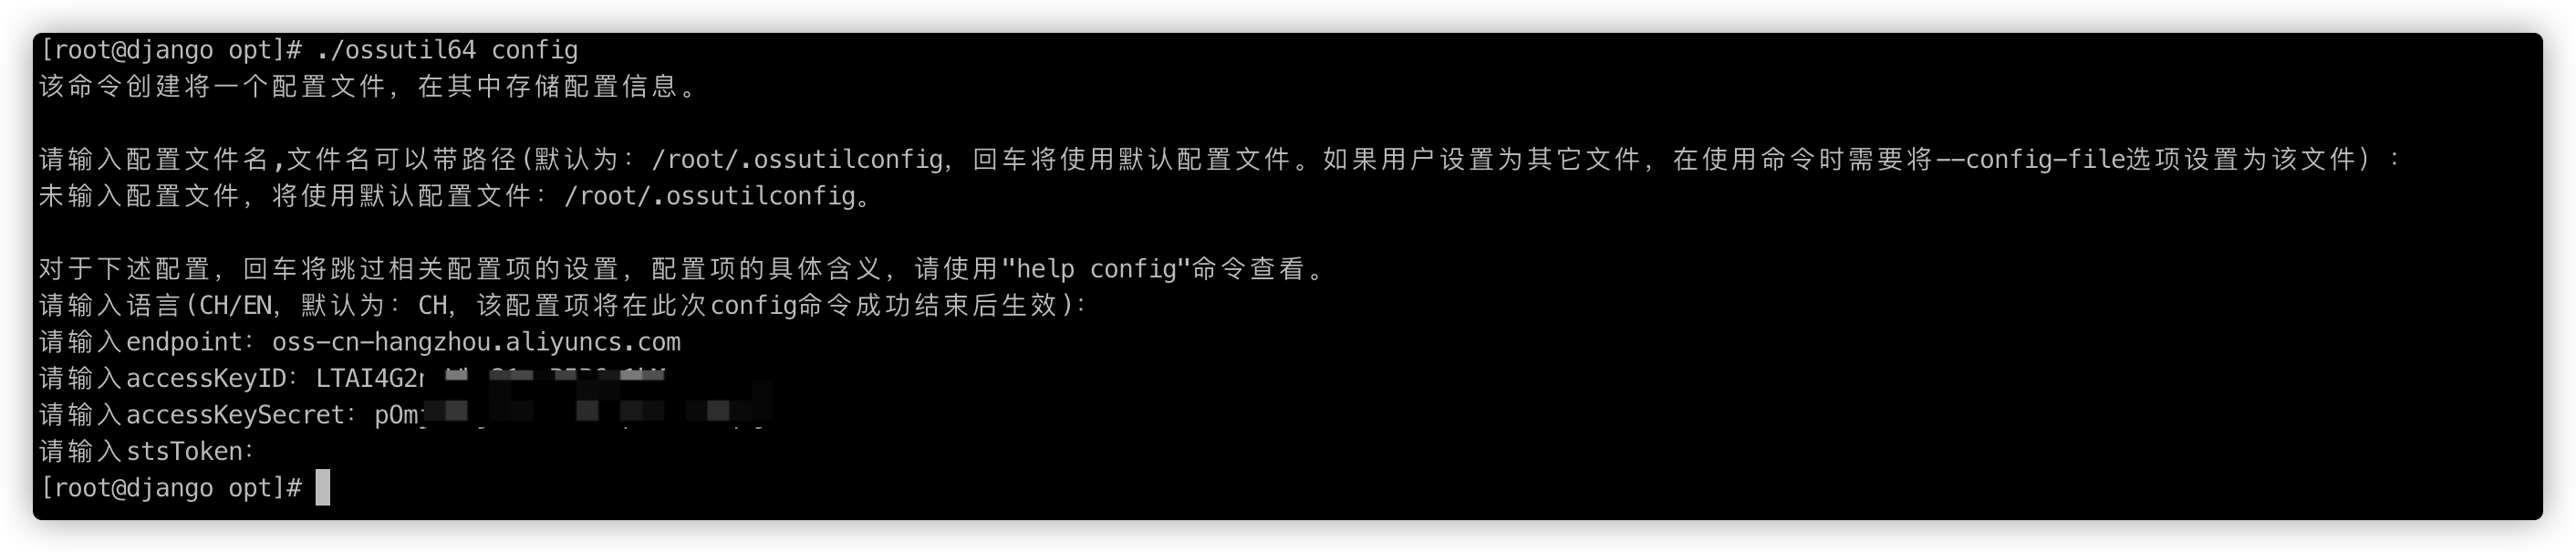 [root@django opt]# ./ossutil64 config
该命令创建将一个配置文件，在其中存储配置信息。
请输入配置文件名,文件名可以带路径(默认为：/root/.ossutilconfig，回车将使用默认配置文件。如果用户设置为其它文件，在使用命令时需要将--config-file选项设置为该文件)：
未输入配置文件，将使用默认配置文件：/root/.ossutilconfig。
对于下述配置，回车将跳过相关配置项的设置，配置项的具体含义，请使用"help config"命令查看。
请输入语言(CH/EN，默认为：CH，该配置项将在此次config命令成功结束后生效)：
请输入endpoint：oss-cn-hangzhou.aliyuncs.com
请输入accessKeyID：
请输入accessKeySecret：
请输入stsToken：
[root@django opt]#